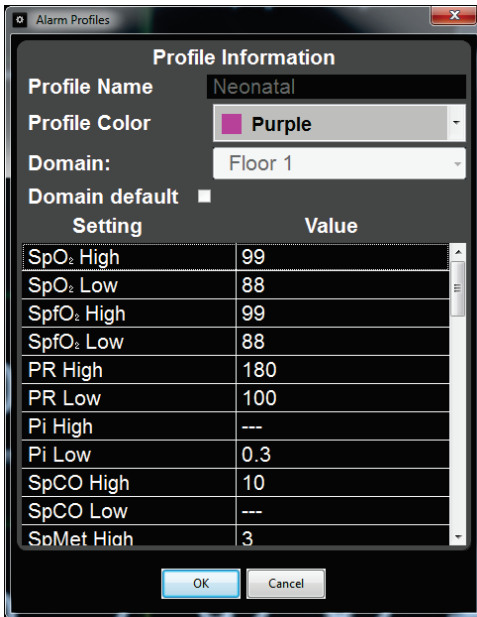 Alarm Profiles
Profile Information
Profile Name Neonatal
Profile Color Purple
Domain: Floor 1
Domain default
Setting Value
SpO₂ High 99
SpO₂ Low 88
SpfO₂ High 99
SpfO₂ Low 88
PR High 180
PR Low 100
Pi High ---
Pi Low 0.3
SpCO High 10
SpCO Low ---
SpMet High 3
OK Cancel